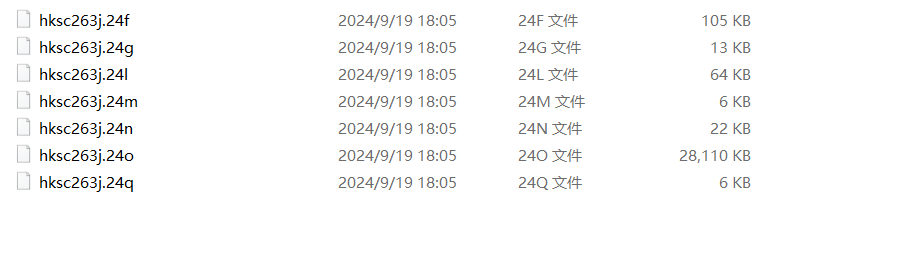 hksc263j.24f 2024/9/19 18:05 24F 文件 105 KB
hksc263j.24g 2024/9/19 18:05 24G 文件 13 KB
hksc263j.24l 2024/9/19 18:05 24L 文件 64 KB
hksc263j.24m 2024/9/19 18:05 24M 文件 6 KB
hksc263j.24n 2024/9/19 18:05 24N 文件 22 KB
hksc263j.24o 2024/9/19 18:05 24O 文件 28,110 KB
hksc263j.24q 2024/9/19 18:05 24Q 文件 6 KB